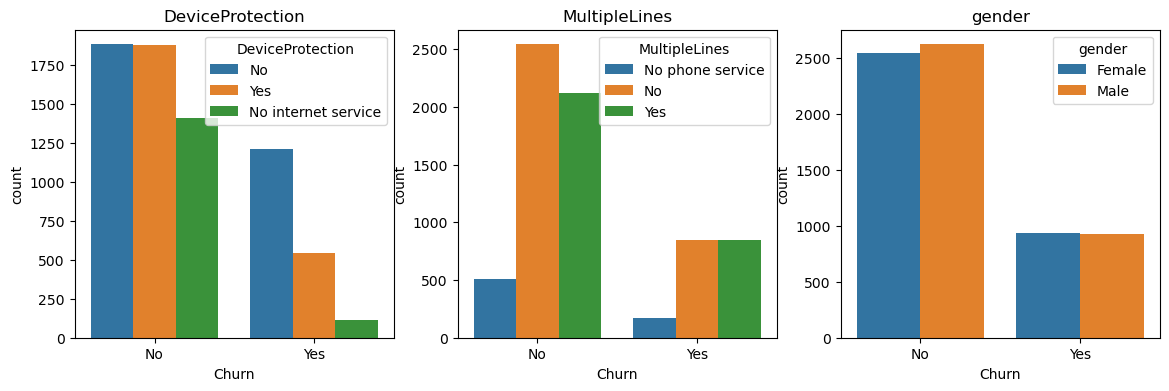 DeviceProtection
DeviceProtection
No
Yes
No internet service
1750
1500
1250
1000
750
500
250
0
count
No
Yes
Churn
MultipleLines
MultipleLines
No phone service
No
Yes
2500
2000
1500
1000
500
0
count
No
Yes
Churn
gender
gender
Female
Male
2500
2000
1500
1000
500
0
count
No
Yes
Churn